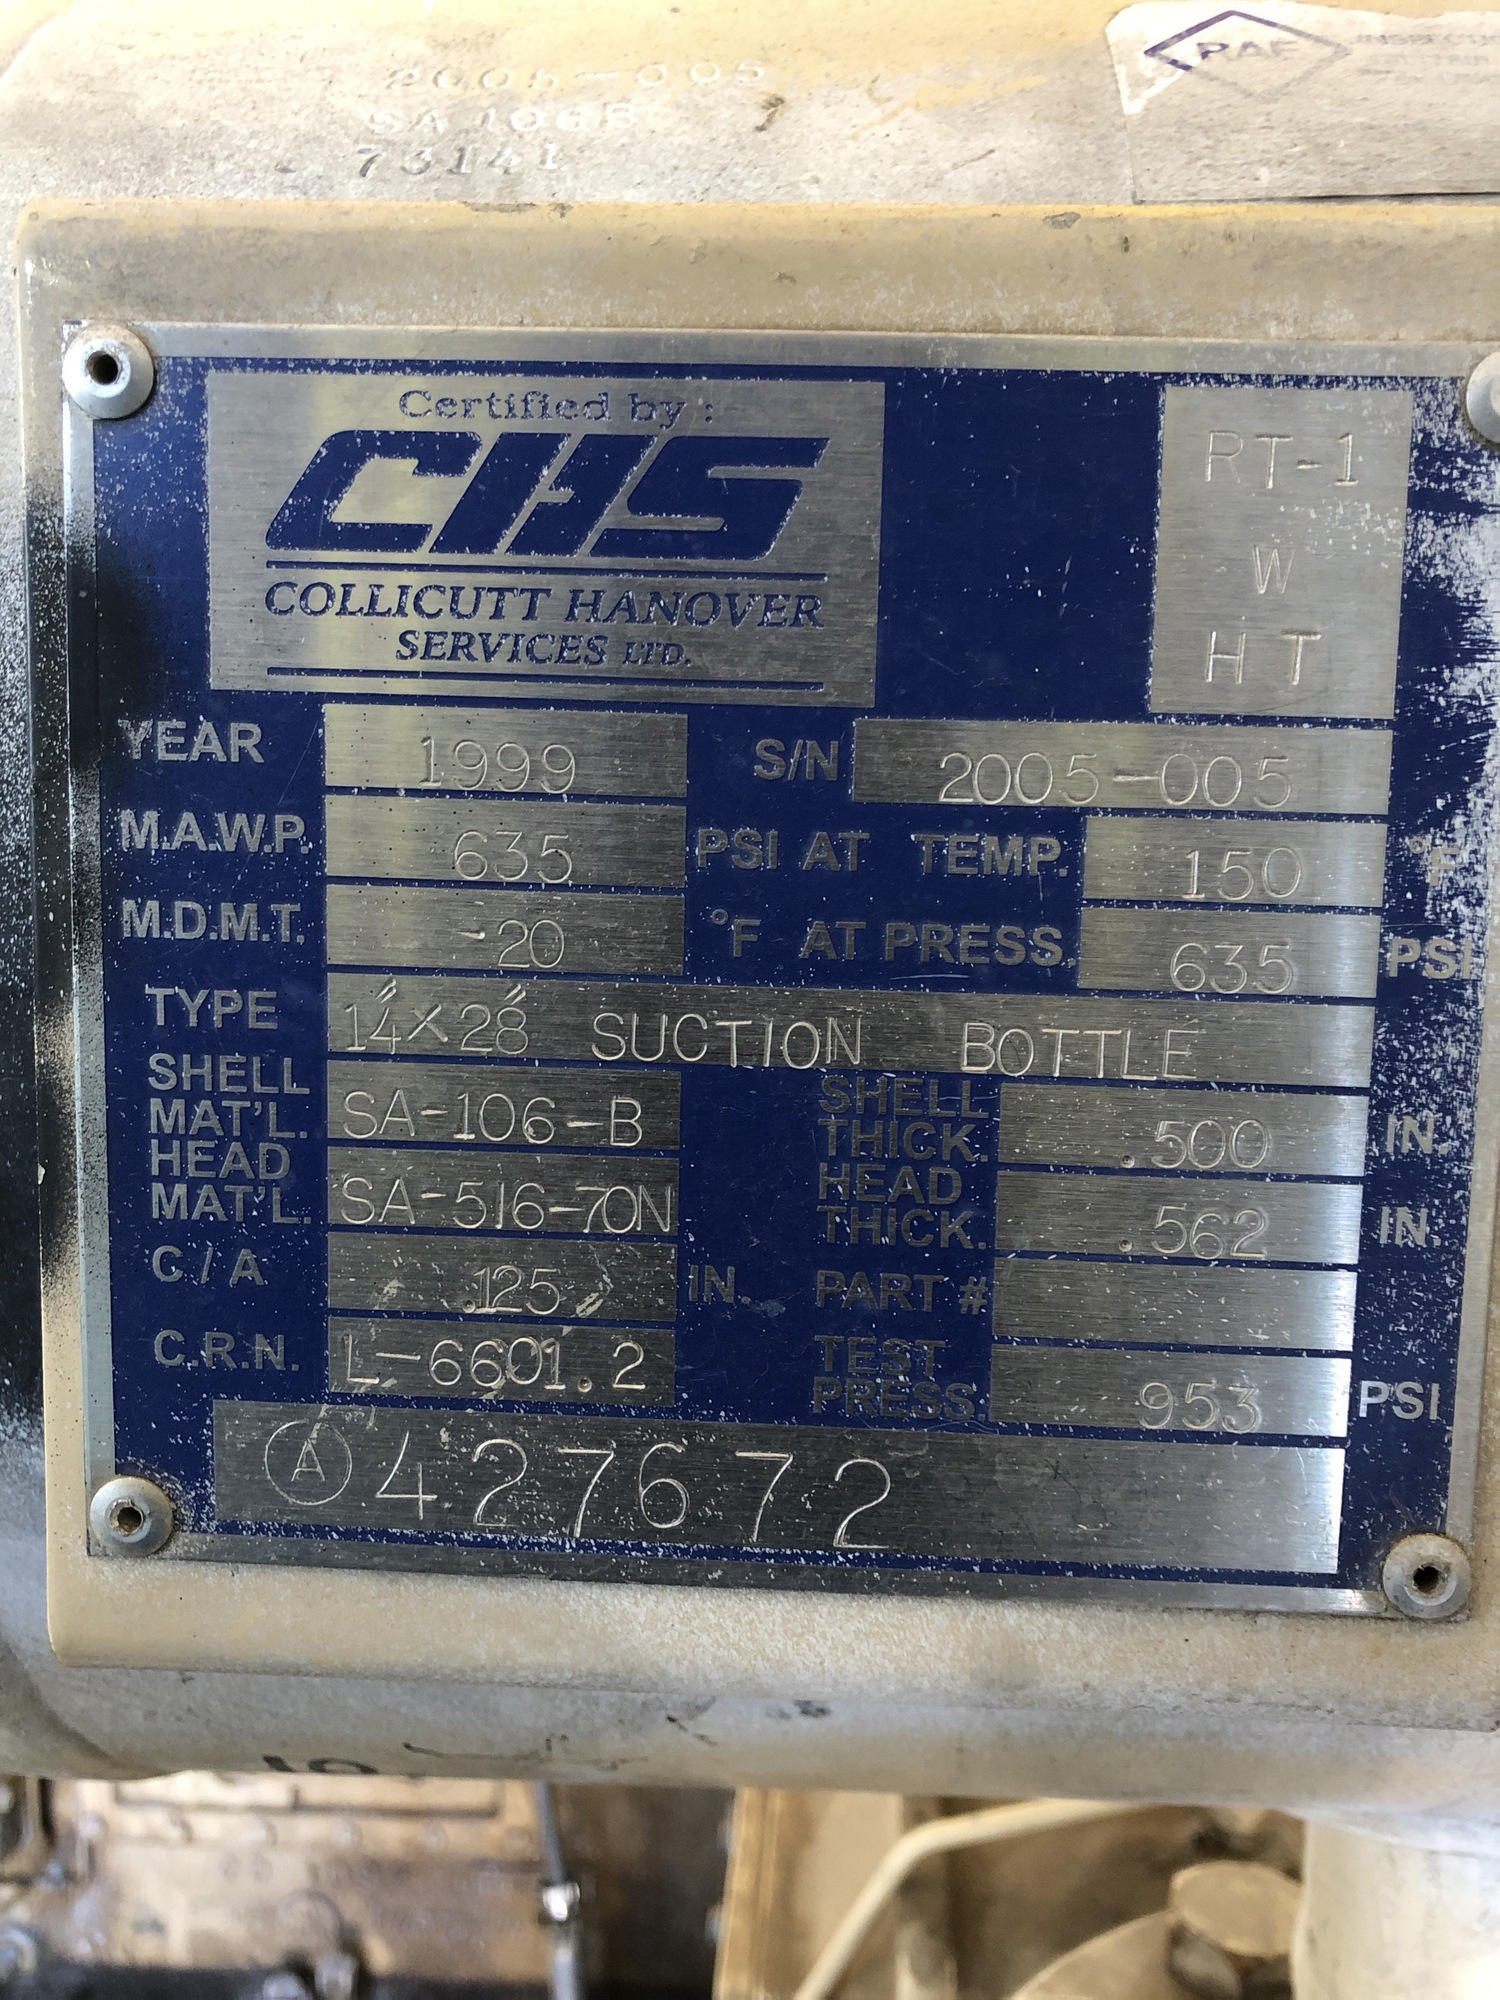 2005-005
SA 106B
73141
RAE
Certified by :
CHS
COLLICUTT HANOVER
SERVICES LTD.
RT-1
W
HT
YEAR 1999 S/N 2005-005
M.A.W.P. 635 PSI AT TEMP. 150 °F
M.D.M.T. -20 °F AT PRESS. 635 PSI
TYPE 14"X28" SUCTION BOTTLE
SHELL MAT'L. SA-106-B SHELL THICK. .500 IN.
HEAD MAT'L. SA-516-70N HEAD THICK. .562 IN.
C/A .125 IN. PART #
C.R.N. L-6601.2 TEST PRESS. 953 PSI
A 427672